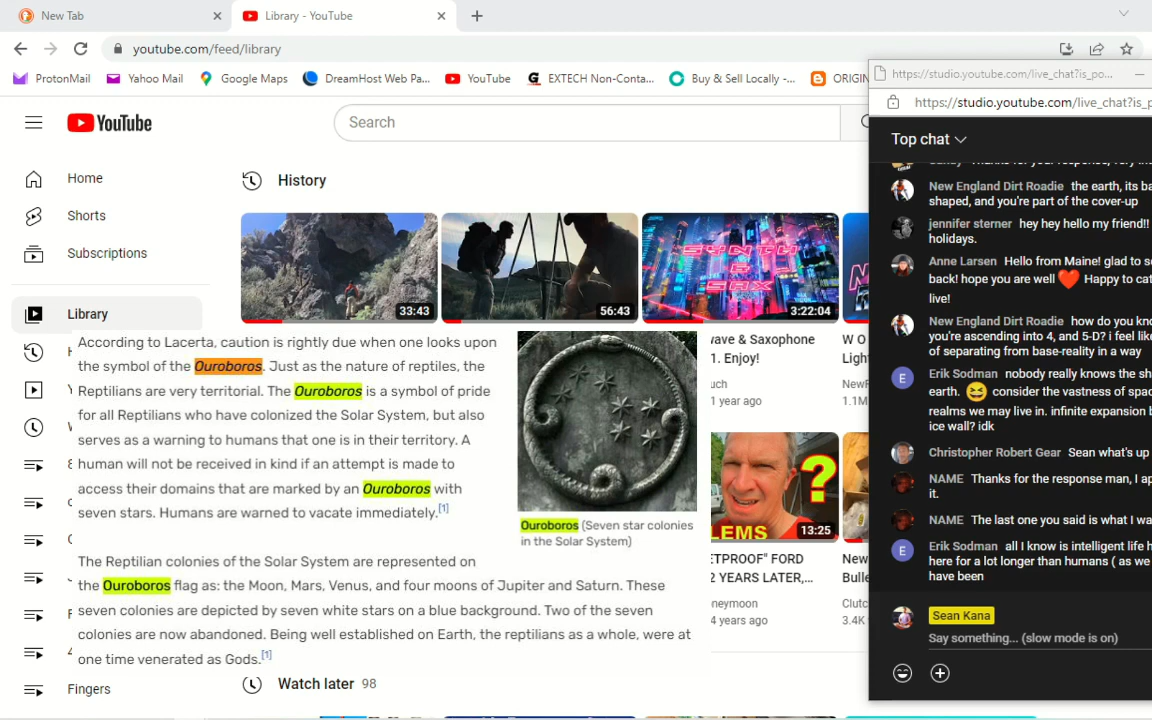 New Tab
Library - YouTube
youtube.com/feed/library
ProtonMail
Yahoo Mail
Google Maps
DreamHost Web Pa...
YouTube
EXTECH Non-Conta...
Buy & Sell Locally -...
ORIGIN
https://studio.youtube.com/live_chat?is_po...
https://studio.youtube.com/live_chat?is_p
YouTube
Search
Home
Shorts
Subscriptions
Library
Fingers
History
33:43
56:43
SYNTH
&
SAX
3:22:04
According to Lacerta, caution is rightly due when one looks upon
the symbol of the Ouroboros. Just as the nature of reptiles, the
Reptilians are very territorial. The Ouroboros is a symbol of pride
for all Reptilians who have colonized the Solar System, but also
serves as a warning to humans that one is in their territory. A
human will not be received in kind if an attempt is made to
access their domains that are marked by an Ouroboros with
seven stars. Humans are warned to vacate immediately.[1]
Ouroboros (Seven star colonies
in the Solar System)
The Reptilian colonies of the Solar System are represented on
the Ouroboros flag as: the Moon, Mars, Venus, and four moons of Jupiter and Saturn. These
seven colonies are depicted by seven white stars on a blue background. Two of the seven
colonies are now abandoned. Being well established on Earth, the reptilians as a whole, were at
one time venerated as Gods.[1]
ave & Saxophone
1. Enjoy!
uch
1 year ago
W O
Ligh
NewR
1.1M
?
LEMS
13:25
ETPROOF" FORD
2 YEARS LATER,...
neymoon
4 years ago
New
Bulle
Clutc
3.4K
Watch later 98
Top chat
New England Dirt Roadie the earth, its ba
shaped, and you're part of the cover-up
jennifer sterner hey hey hello my friend!!
holidays.
Anne Larsen Hello from Maine! glad to se
back! hope you are well Happy to cat
live!
New England Dirt Roadie how do you kno
you're ascending into 4, and 5-D? i feel lik
of separating from base-reality in a way
E
Erik Sodman nobody really knows the sh
earth. consider the vastness of spac
realms we may live in. infinite expansion b
ice wall? idk
Christopher Robert Gear Sean what's up
NAME Thanks for the response man, I ap
it.
NAME The last one you said is what I wa
E
Erik Sodman all I know is intelligent life h
here for a lot longer than humans ( as we
have been
Sean Kana
Say something... (slow mode is on)